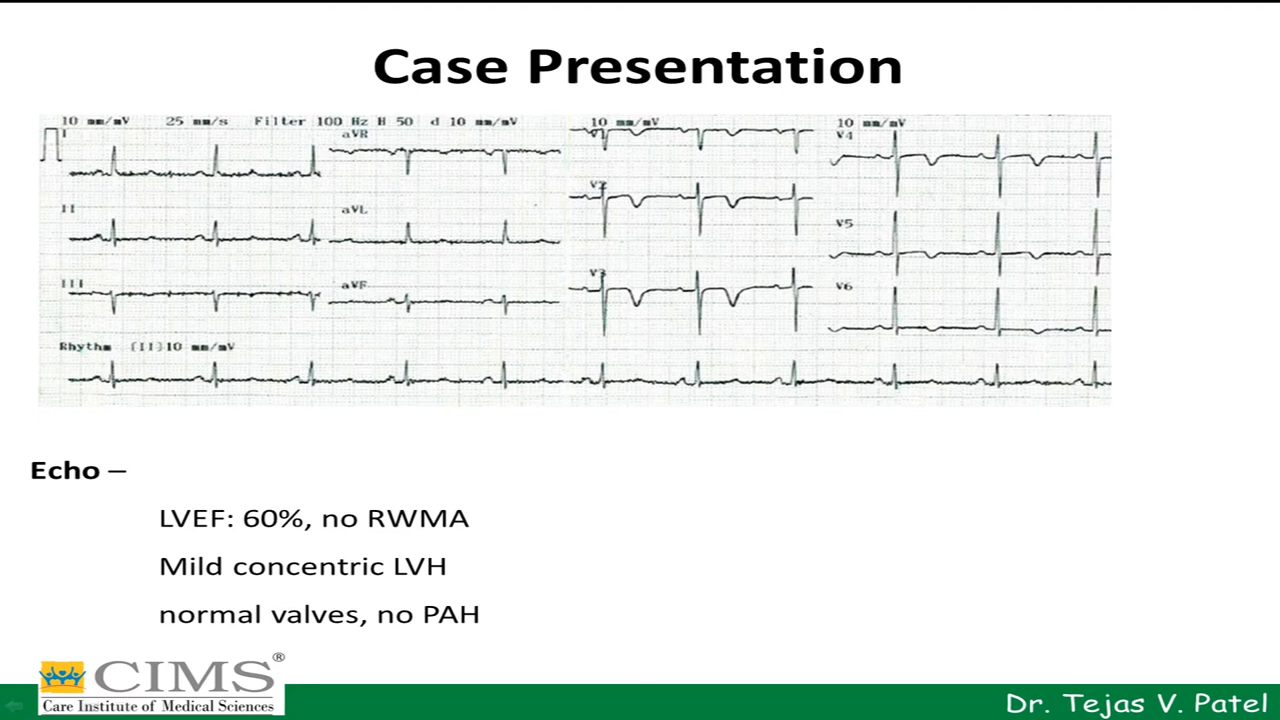 Case Presentation
10 mm/mV 25 mm/s Filter 100 Hz H 50 d 10 mm/mV 10 mm/mV 10 mm/mV
I aVR V4
II aVL V2 V5
III aVF V3 V6
Rhythm (II)10 mm/mV
Echo –
LVEF: 60%, no RWMA
Mild concentric LVH
normal valves, no PAH
CIMS®
Care Institute of Medical Sciences
Dr. Tejas V. Patel